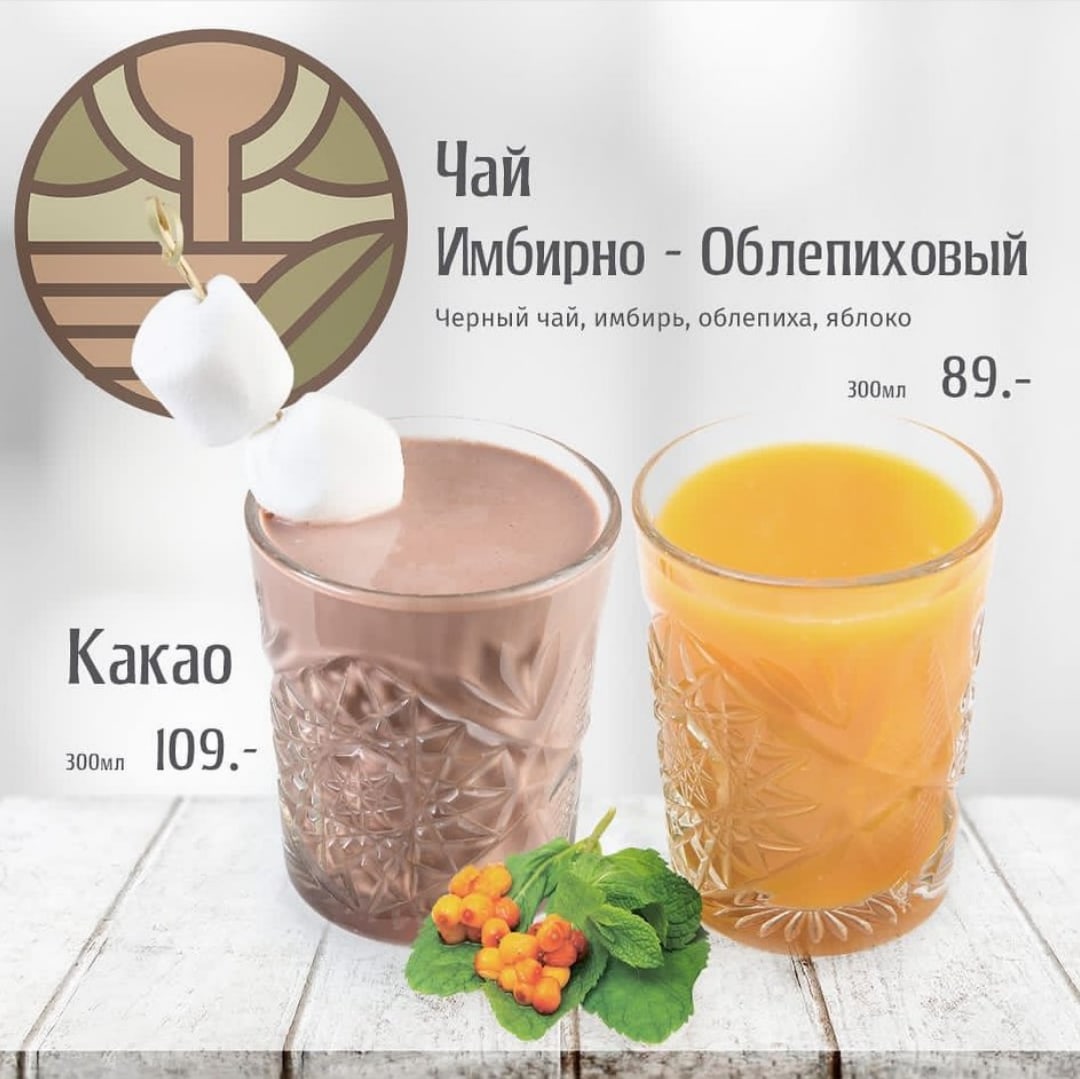 Чай
Имбирно - Облепиховый
Черный чай, имбирь, облепиха, яблоко
300мл 89.-
Какао
300мл 109.-